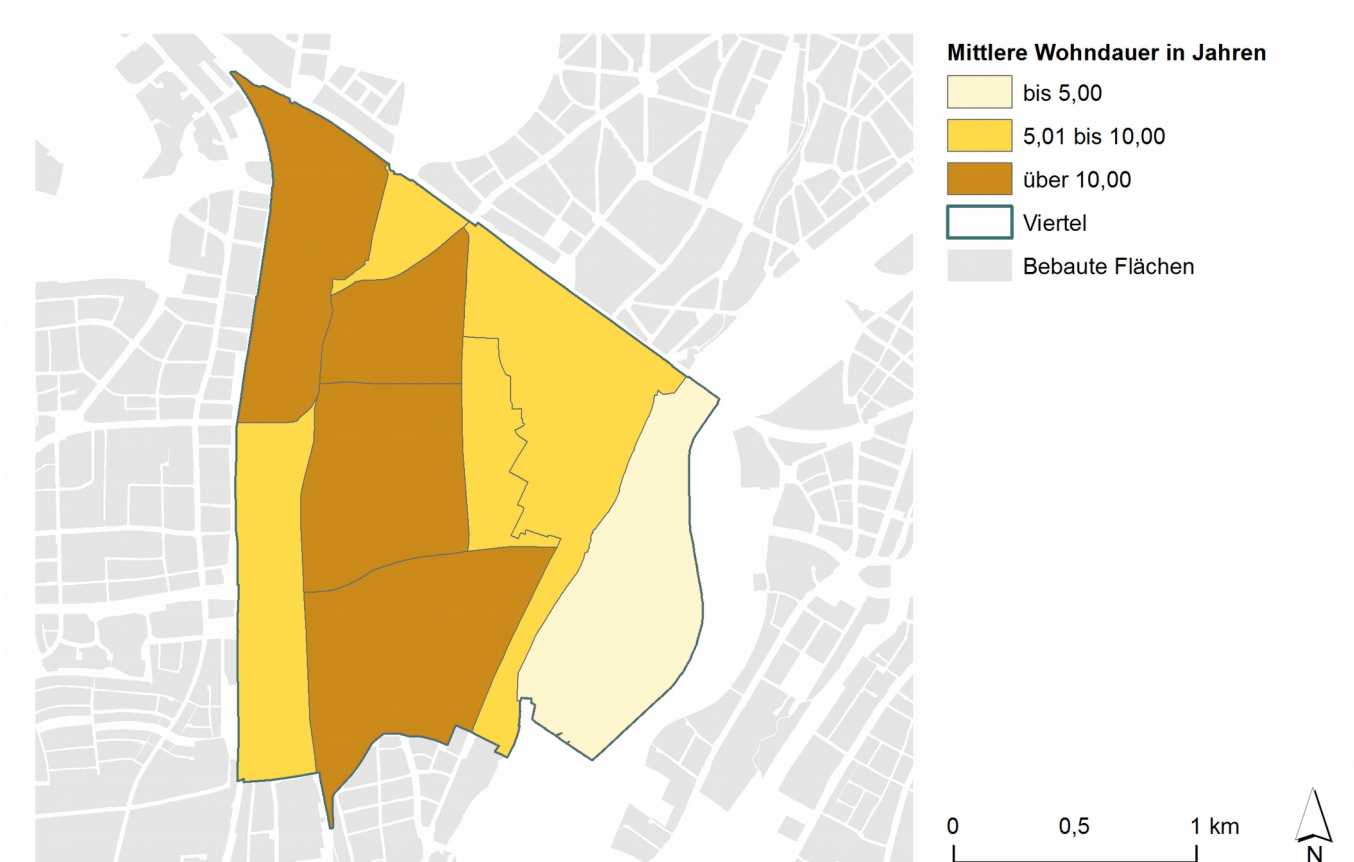 Mittlere Wohndauer in Jahren
bis 5,00
5,01 bis 10,00
über 10,00
Viertel
Bebaute Flächen
0 0,5 1 km
N